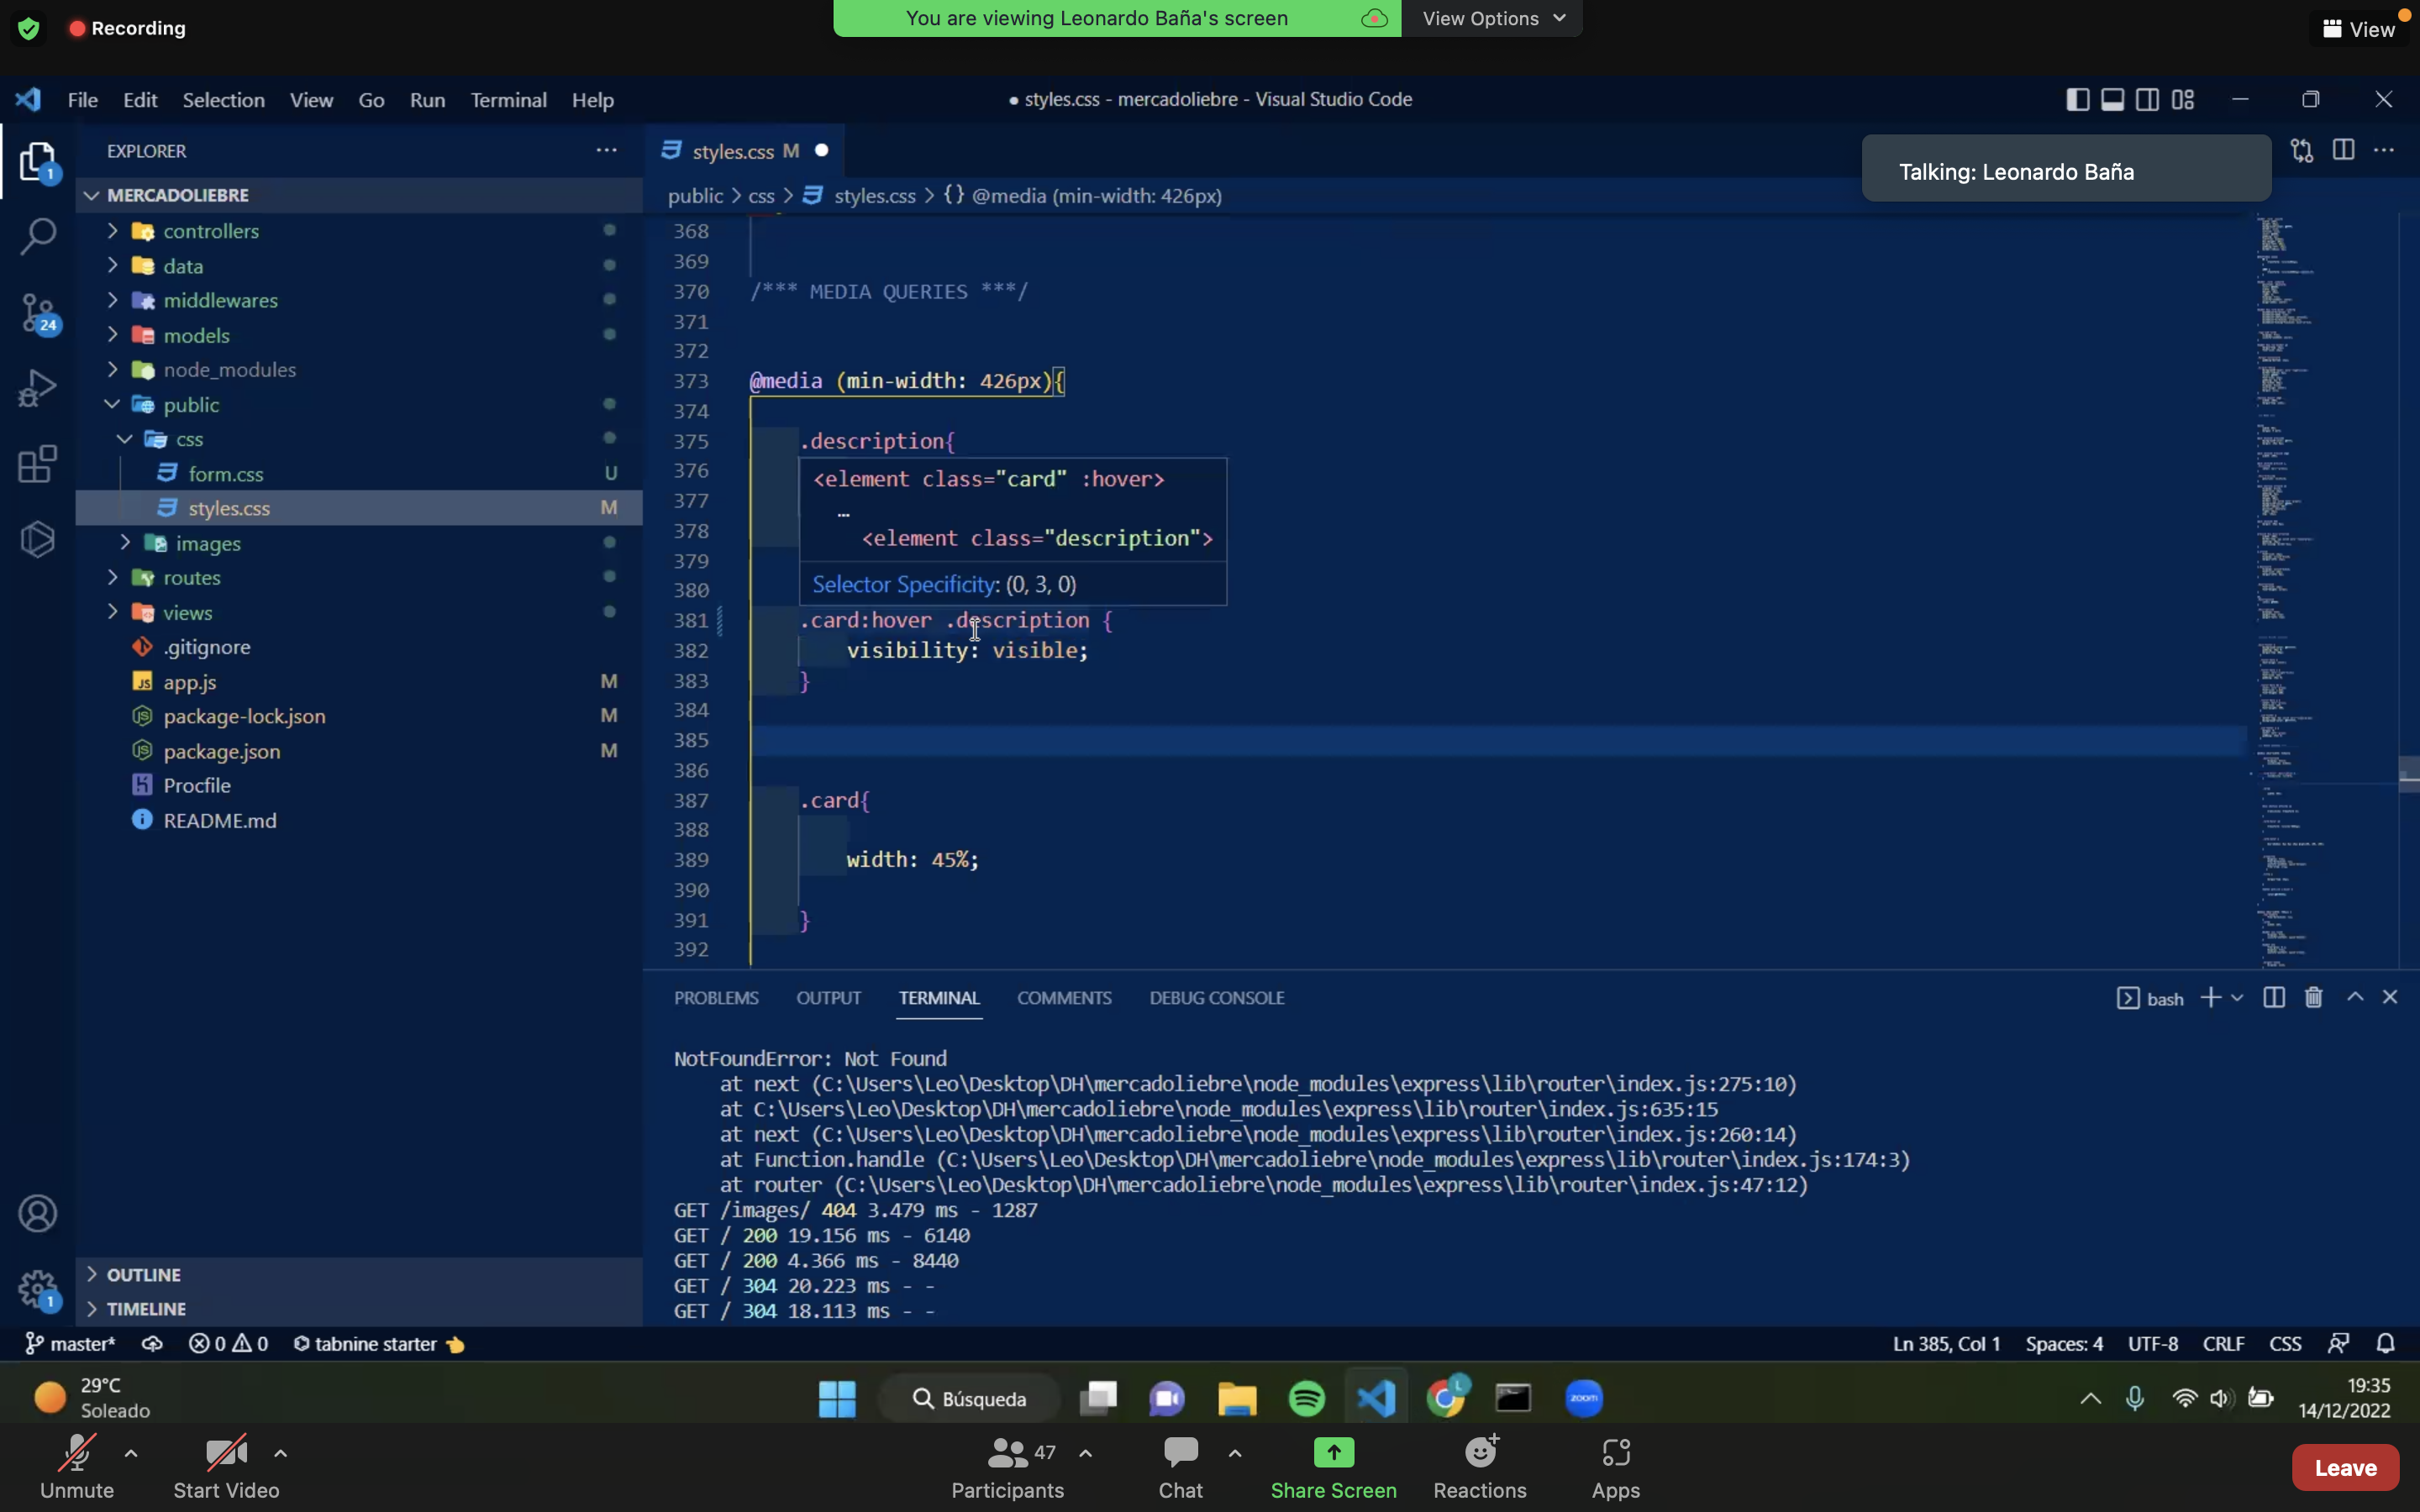 Recording
You are viewing Leonardo Baña's screen
View Options
View
File Edit Selection View Go Run Terminal Help
● styles.css - mercadoliebre - Visual Studio Code
Talking: Leonardo Baña
EXPLORER
styles.css M
MERCADOLIEBRE
public > css > styles.css > {} @media (min-width: 426px)
controllers
data
middlewares
models
node_modules
public
css
form.css U
styles.css M
images
routes
views
.gitignore
app.js M
package-lock.json M
package.json M
Procfile
README.md
OUTLINE
TIMELINE
1
24
1
368
369
370 /*** MEDIA QUERIES ***/
371
372
373 @media (min-width: 426px){
374
375 .description{
376 <element class="card" :hover>
377 …
378 <element class="description">
379
380 Selector Specificity: (0, 3, 0)
381 .card:hover .description {
382 visibility: visible;
383 }
384
385
386
387 .card{
388
389 width: 45%;
390
391 }
392
PROBLEMS OUTPUT TERMINAL COMMENTS DEBUG CONSOLE
bash
NotFoundError: Not Found
at next (C:\Users\Leo\Desktop\DH\mercadoliebre\node_modules\express\lib\router\index.js:275:10)
at C:\Users\Leo\Desktop\DH\mercadoliebre\node_modules\express\lib\router\index.js:635:15
at next (C:\Users\Leo\Desktop\DH\mercadoliebre\node_modules\express\lib\router\index.js:260:14)
at Function.handle (C:\Users\Leo\Desktop\DH\mercadoliebre\node_modules\express\lib\router\index.js:174:3)
at router (C:\Users\Leo\Desktop\DH\mercadoliebre\node_modules\express\lib\router\index.js:47:12)
GET /images/ 404 3.479 ms - 1287
GET / 200 19.156 ms - 6140
GET / 200 4.366 ms - 8440
GET / 304 20.223 ms - -
GET / 304 18.113 ms - -
master* 0 0 tabnine starter
Ln 385, Col 1 Spaces: 4 UTF-8 CRLF CSS
29°C
Soleado
Búsqueda
L
zoom
19:35
14/12/2022
Unmute
Start Video
47
Participants
Chat
Share Screen
Reactions
Apps
Leave